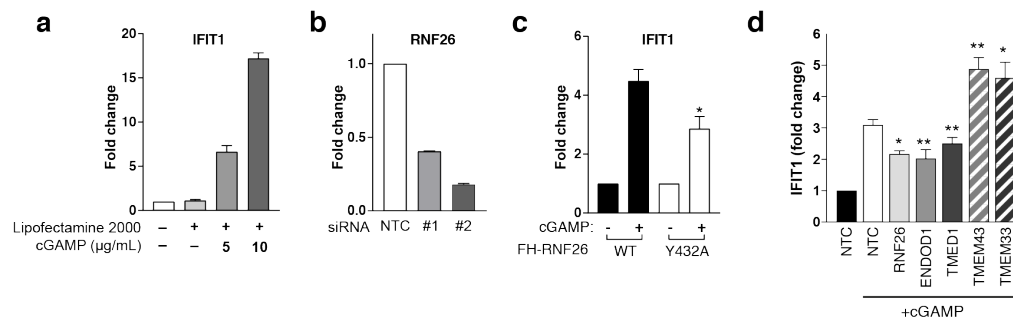 a
IFIT1
Fold change
20
15
10
5
0
Lipofectamine 2000 – + + +
cGAMP (µg/mL) – – 5 10
b
RNF26
Fold change
1.0
0.5
0.0
siRNA NTC #1 #2
c
IFIT1
Fold change
6
4
2
0
*
cGAMP: - + - +
FH-RNF26 WT Y432A
d
IFIT1 (fold change)
6
5
4
3
2
1
0
* ** ** ** *
NTC NTC RNF26 ENDOD1 TMED1 TMEM43 TMEM33
+cGAMP